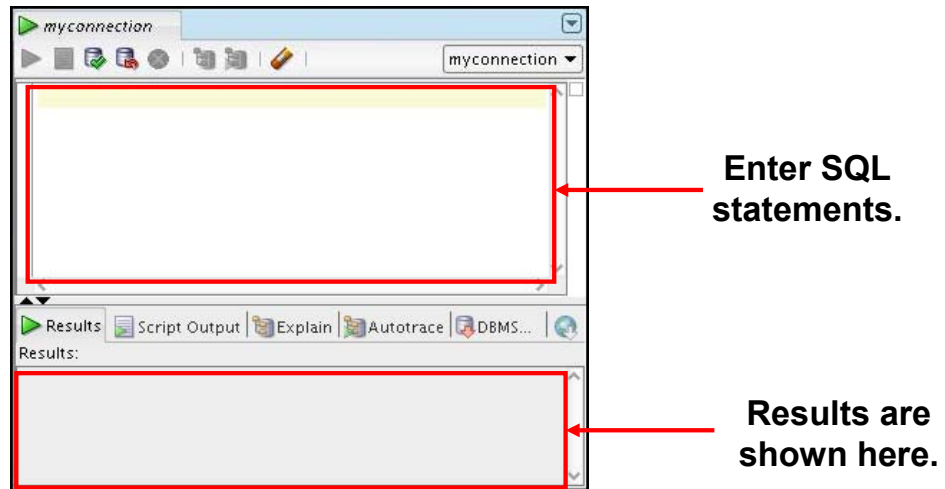 myconnection
myconnection
Enter SQL
statements.
Results
Script Output
Explain
Autotrace
DBMS...
Results:
Results are
shown here.